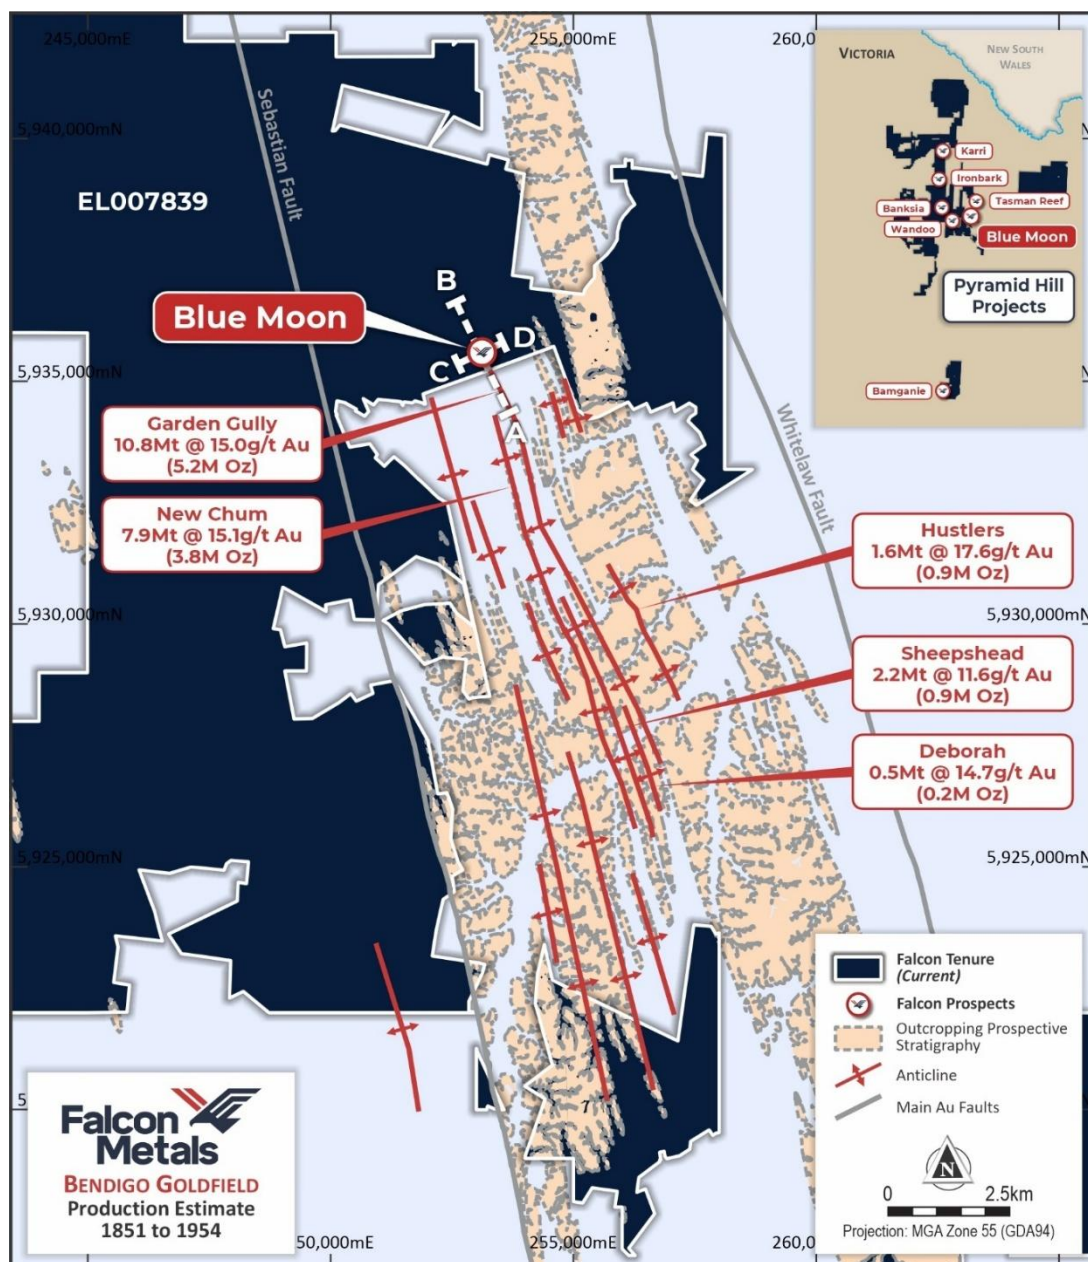 245,000mE
255,000mE
260,
5,940,000mN
EL007839
Sebastian Fault
Whitelaw Fault
VICTORIA
NEW SOUTH
WALES
Karri
Ironbark
Tasman Reef
Banksia
Wandoo
Blue Moon
Pyramid Hill
Projects
Bamganie
B
Blue Moon
D
C
A
5,935,000mN
Garden Gully
10.8Mt @ 15.0g/t Au
(5.2M Oz)
New Chum
7.9Mt @ 15.1g/t Au
(3.8M Oz)
Hustlers
1.6Mt @ 17.6g/t Au
(0.9M Oz)
5,930,000mN
5,930,000mN
Sheepshead
2.2Mt @ 11.6g/t Au
(0.9M Oz)
Deborah
0.5Mt @ 14.7g/t Au
(0.2M Oz)
5,925,000mN
5,925,000mN
5
Falcon
Metals
BENDIGO GOLDFIELD
Production Estimate
1851 to 1954
50,000mE
255,000mE
260,0
Falcon Tenure
(Current)
Falcon Prospects
Outcropping Prospective
Stratigraphy
Anticline
Main Au Faults
N
0 2.5km
Projection: MGA Zone 55 (GDA94)